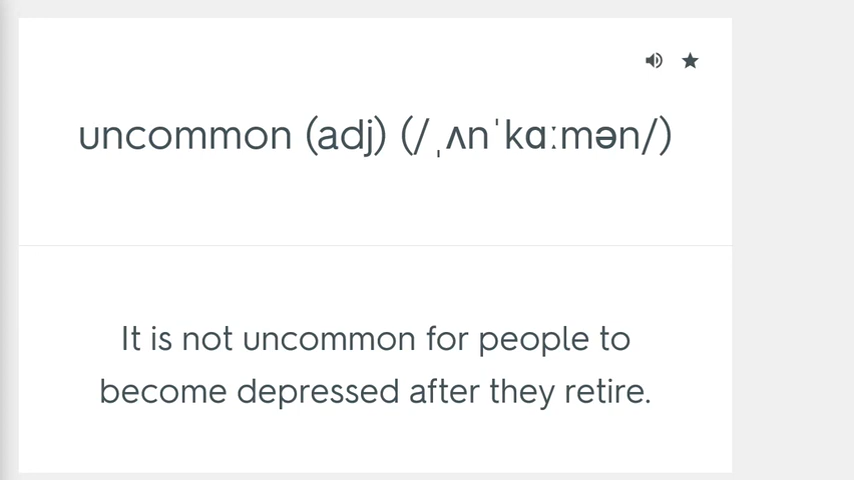 uncommon (adj) (/ˌʌnˈkɑːmən/)
It is not uncommon for people to
become depressed after they retire.